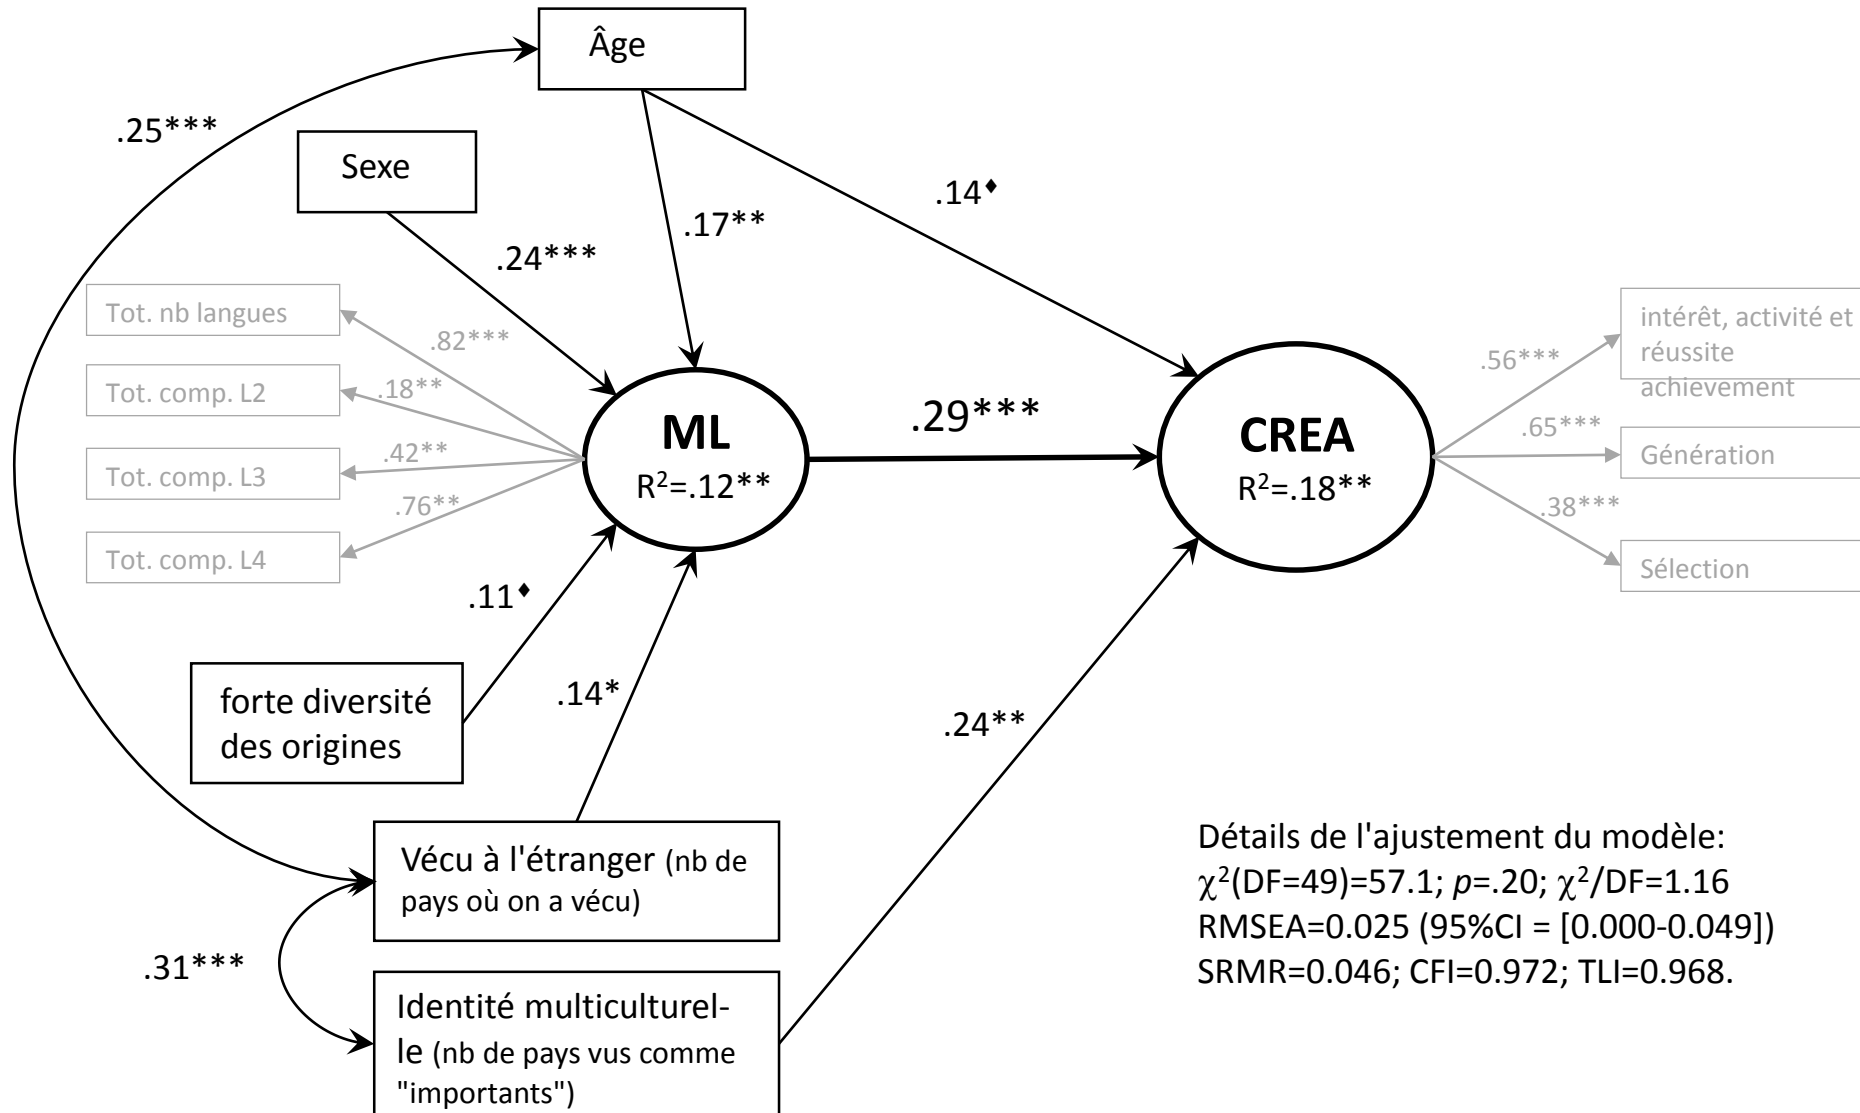 Âge
.25***
Sexe
.14♦
.17**
.24***
Tot. nb langues
.82***
Tot. comp. L2
.18**
Tot. comp. L3
.42**
Tot. comp. L4
.76**
ML
R²=.12**
.29***
CREA
R²=.18**
.56***
intérêt, activité et
réussite
achievement
.65***
Génération
.38***
Sélection
.11♦
forte diversité
des origines
.14*
.24**
Vécu à l'étranger (nb de
pays où on a vécu)
.31***
Identité multiculturel-
le (nb de pays vus comme
"importants")
Détails de l'ajustement du modèle:
χ²(DF=49)=57.1; p=.20; χ²/DF=1.16
RMSEA=0.025 (95%CI = [0.000-0.049])
SRMR=0.046; CFI=0.972; TLI=0.968.